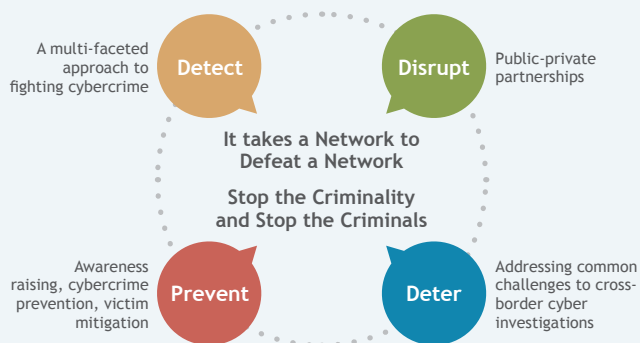 A multi-faceted
approach to
fighting cybercrime
Detect
Disrupt
Public-private
partnerships
It takes a Network to
Defeat a Network
Stop the Criminality
and Stop the Criminals
Awareness
raising, cybercrime
prevention, victim
mitigation
Prevent
Deter
Addressing common
challenges to cross-
border cyber
investigations